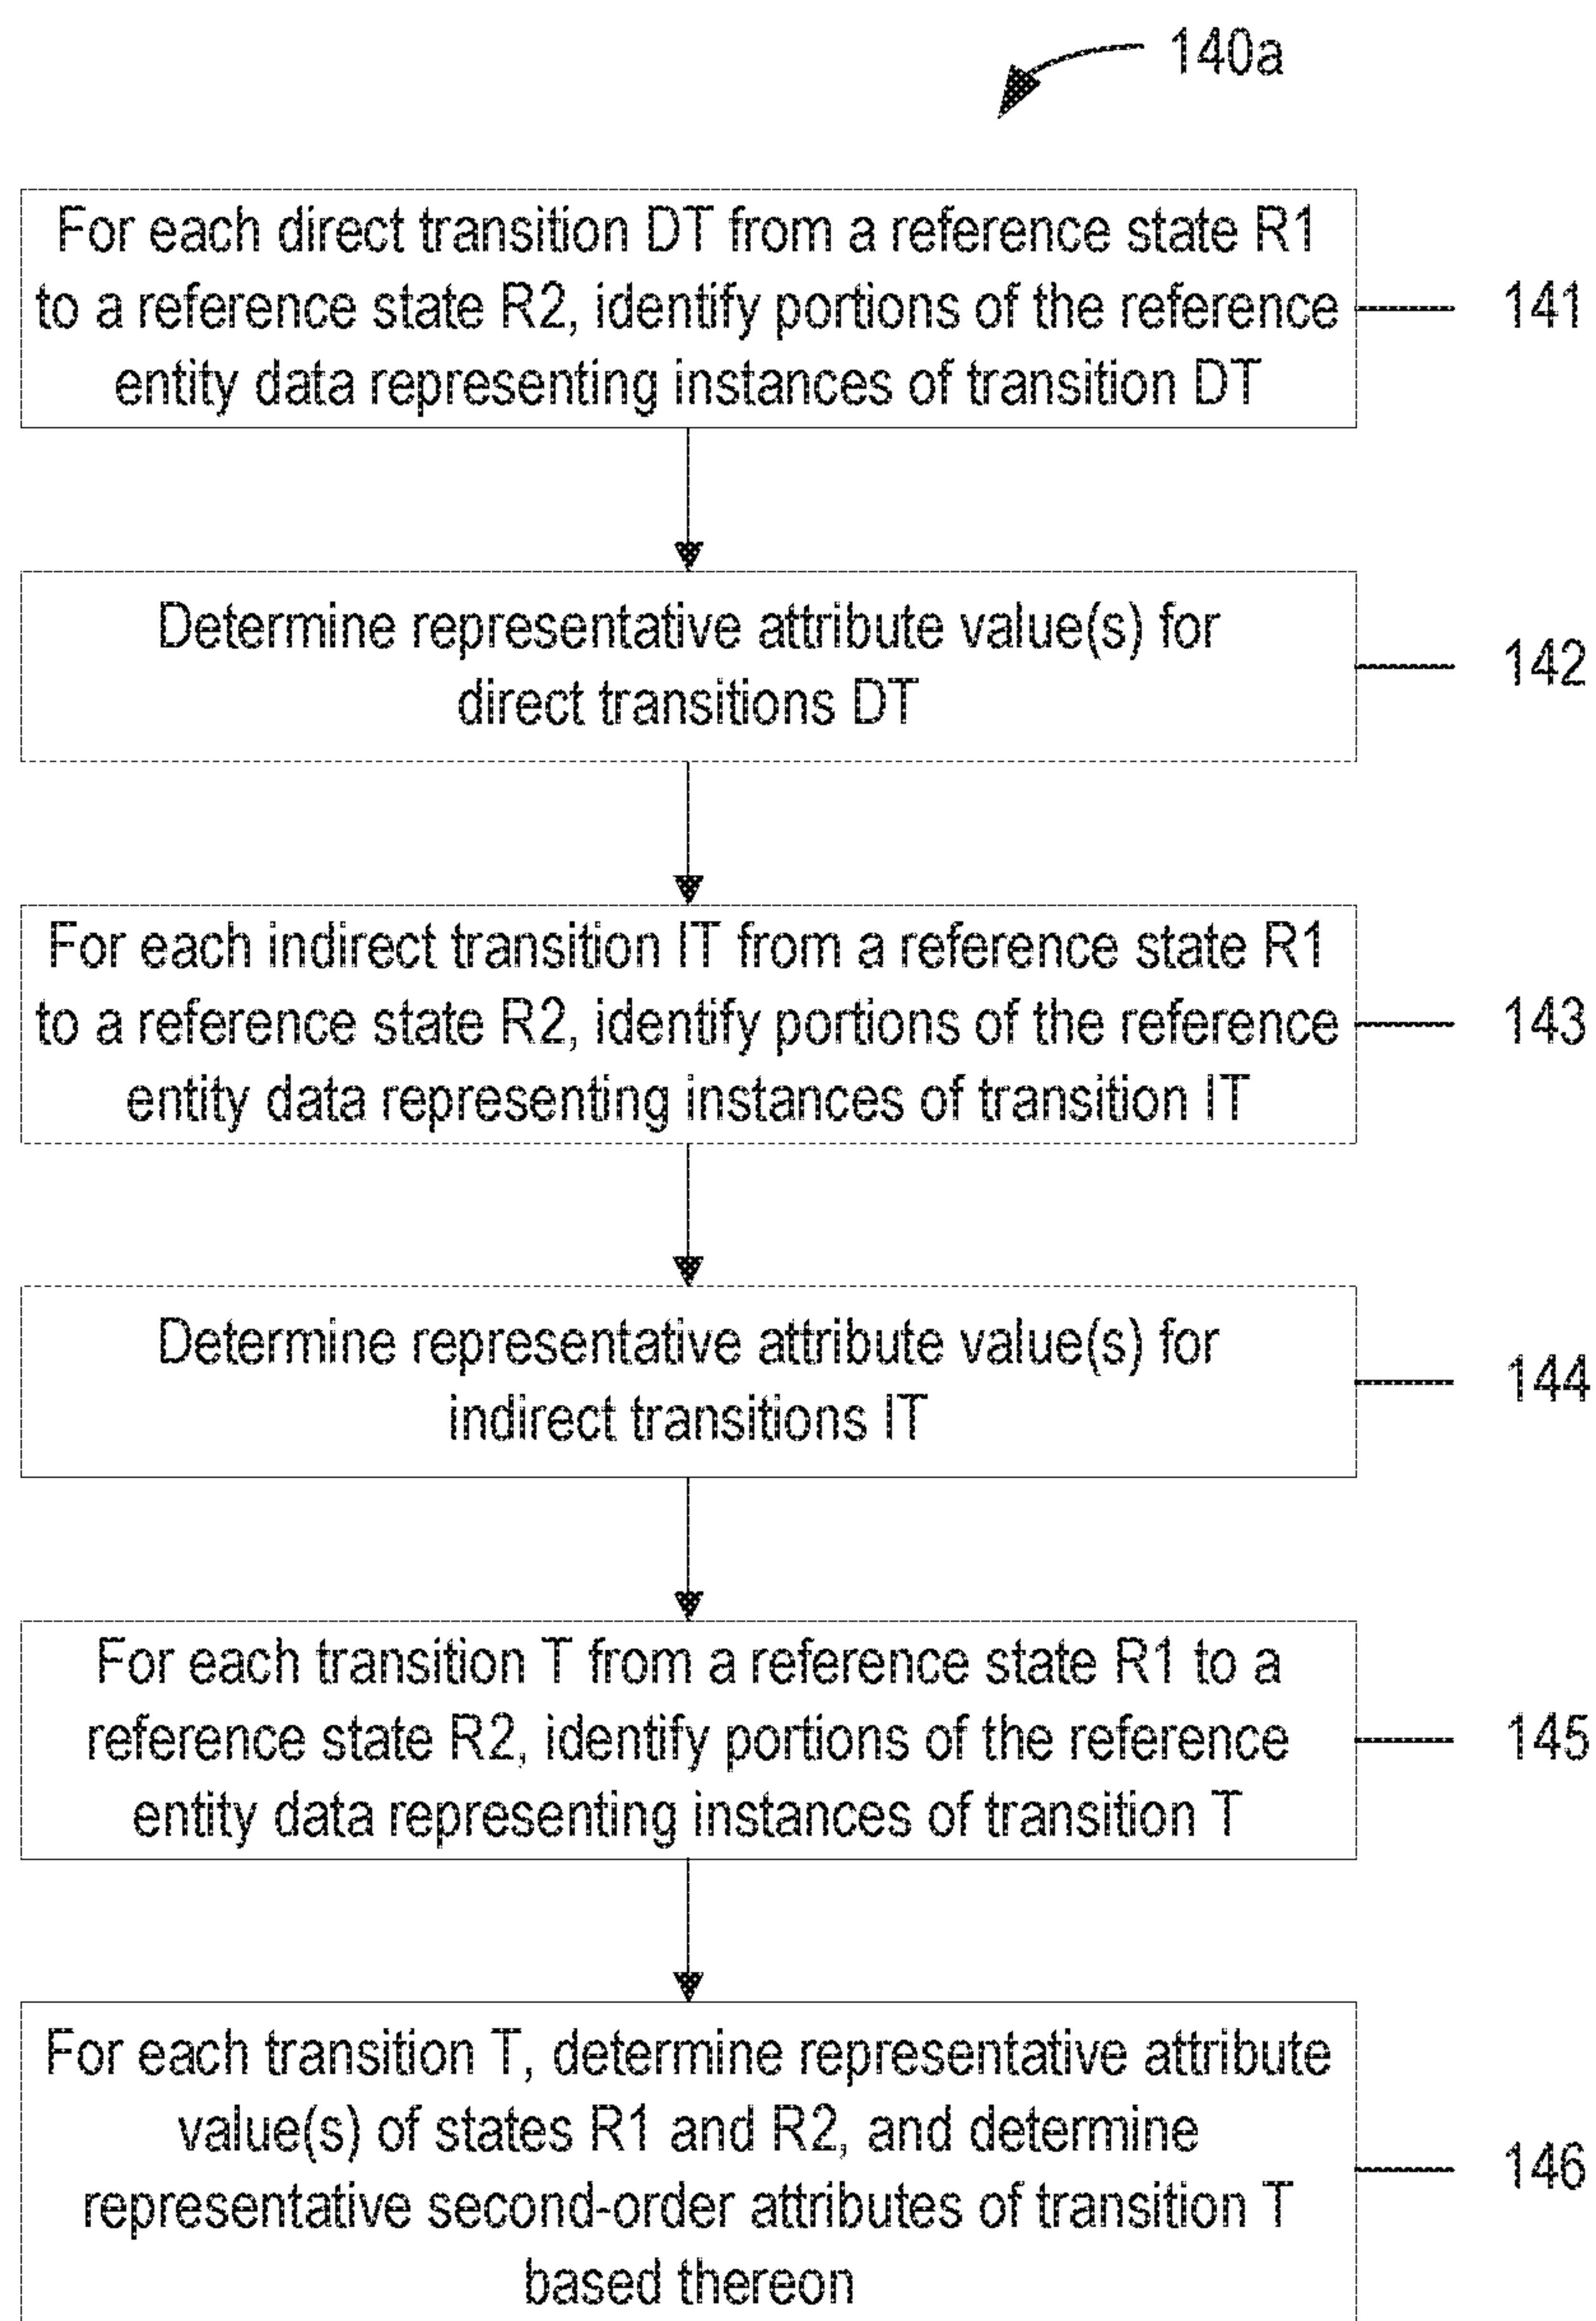 140a
For each direct transition DT from a reference state R1
to a reference state R2, identify portions of the reference
entity data representing instances of transition DT
141
Determine representative attribute value(s) for
direct transitions DT
142
For each indirect transition IT from a reference state R1
to a reference state R2, identify portions of the reference
entity data representing instances of transition IT
143
Determine representative attribute value(s) for
indirect transitions IT
144
For each transition T from a reference state R1 to a
reference state R2, identify portions of the reference
entity data representing instances of transition T
145
For each transition T, determine representative attribute
value(s) of states R1 and R2, and determine
representative second-order attributes of transition T
based thereon
146